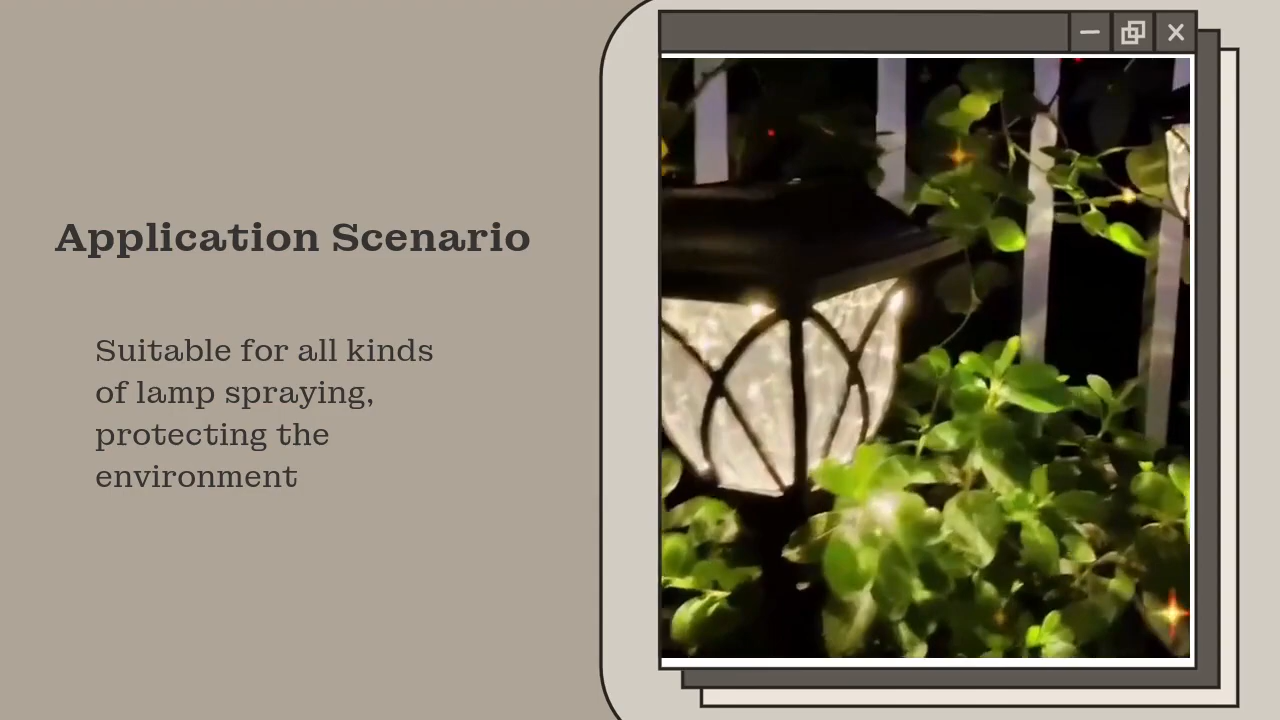 Application Scenario
Suitable for all kinds
of lamp spraying,
protecting the
environment